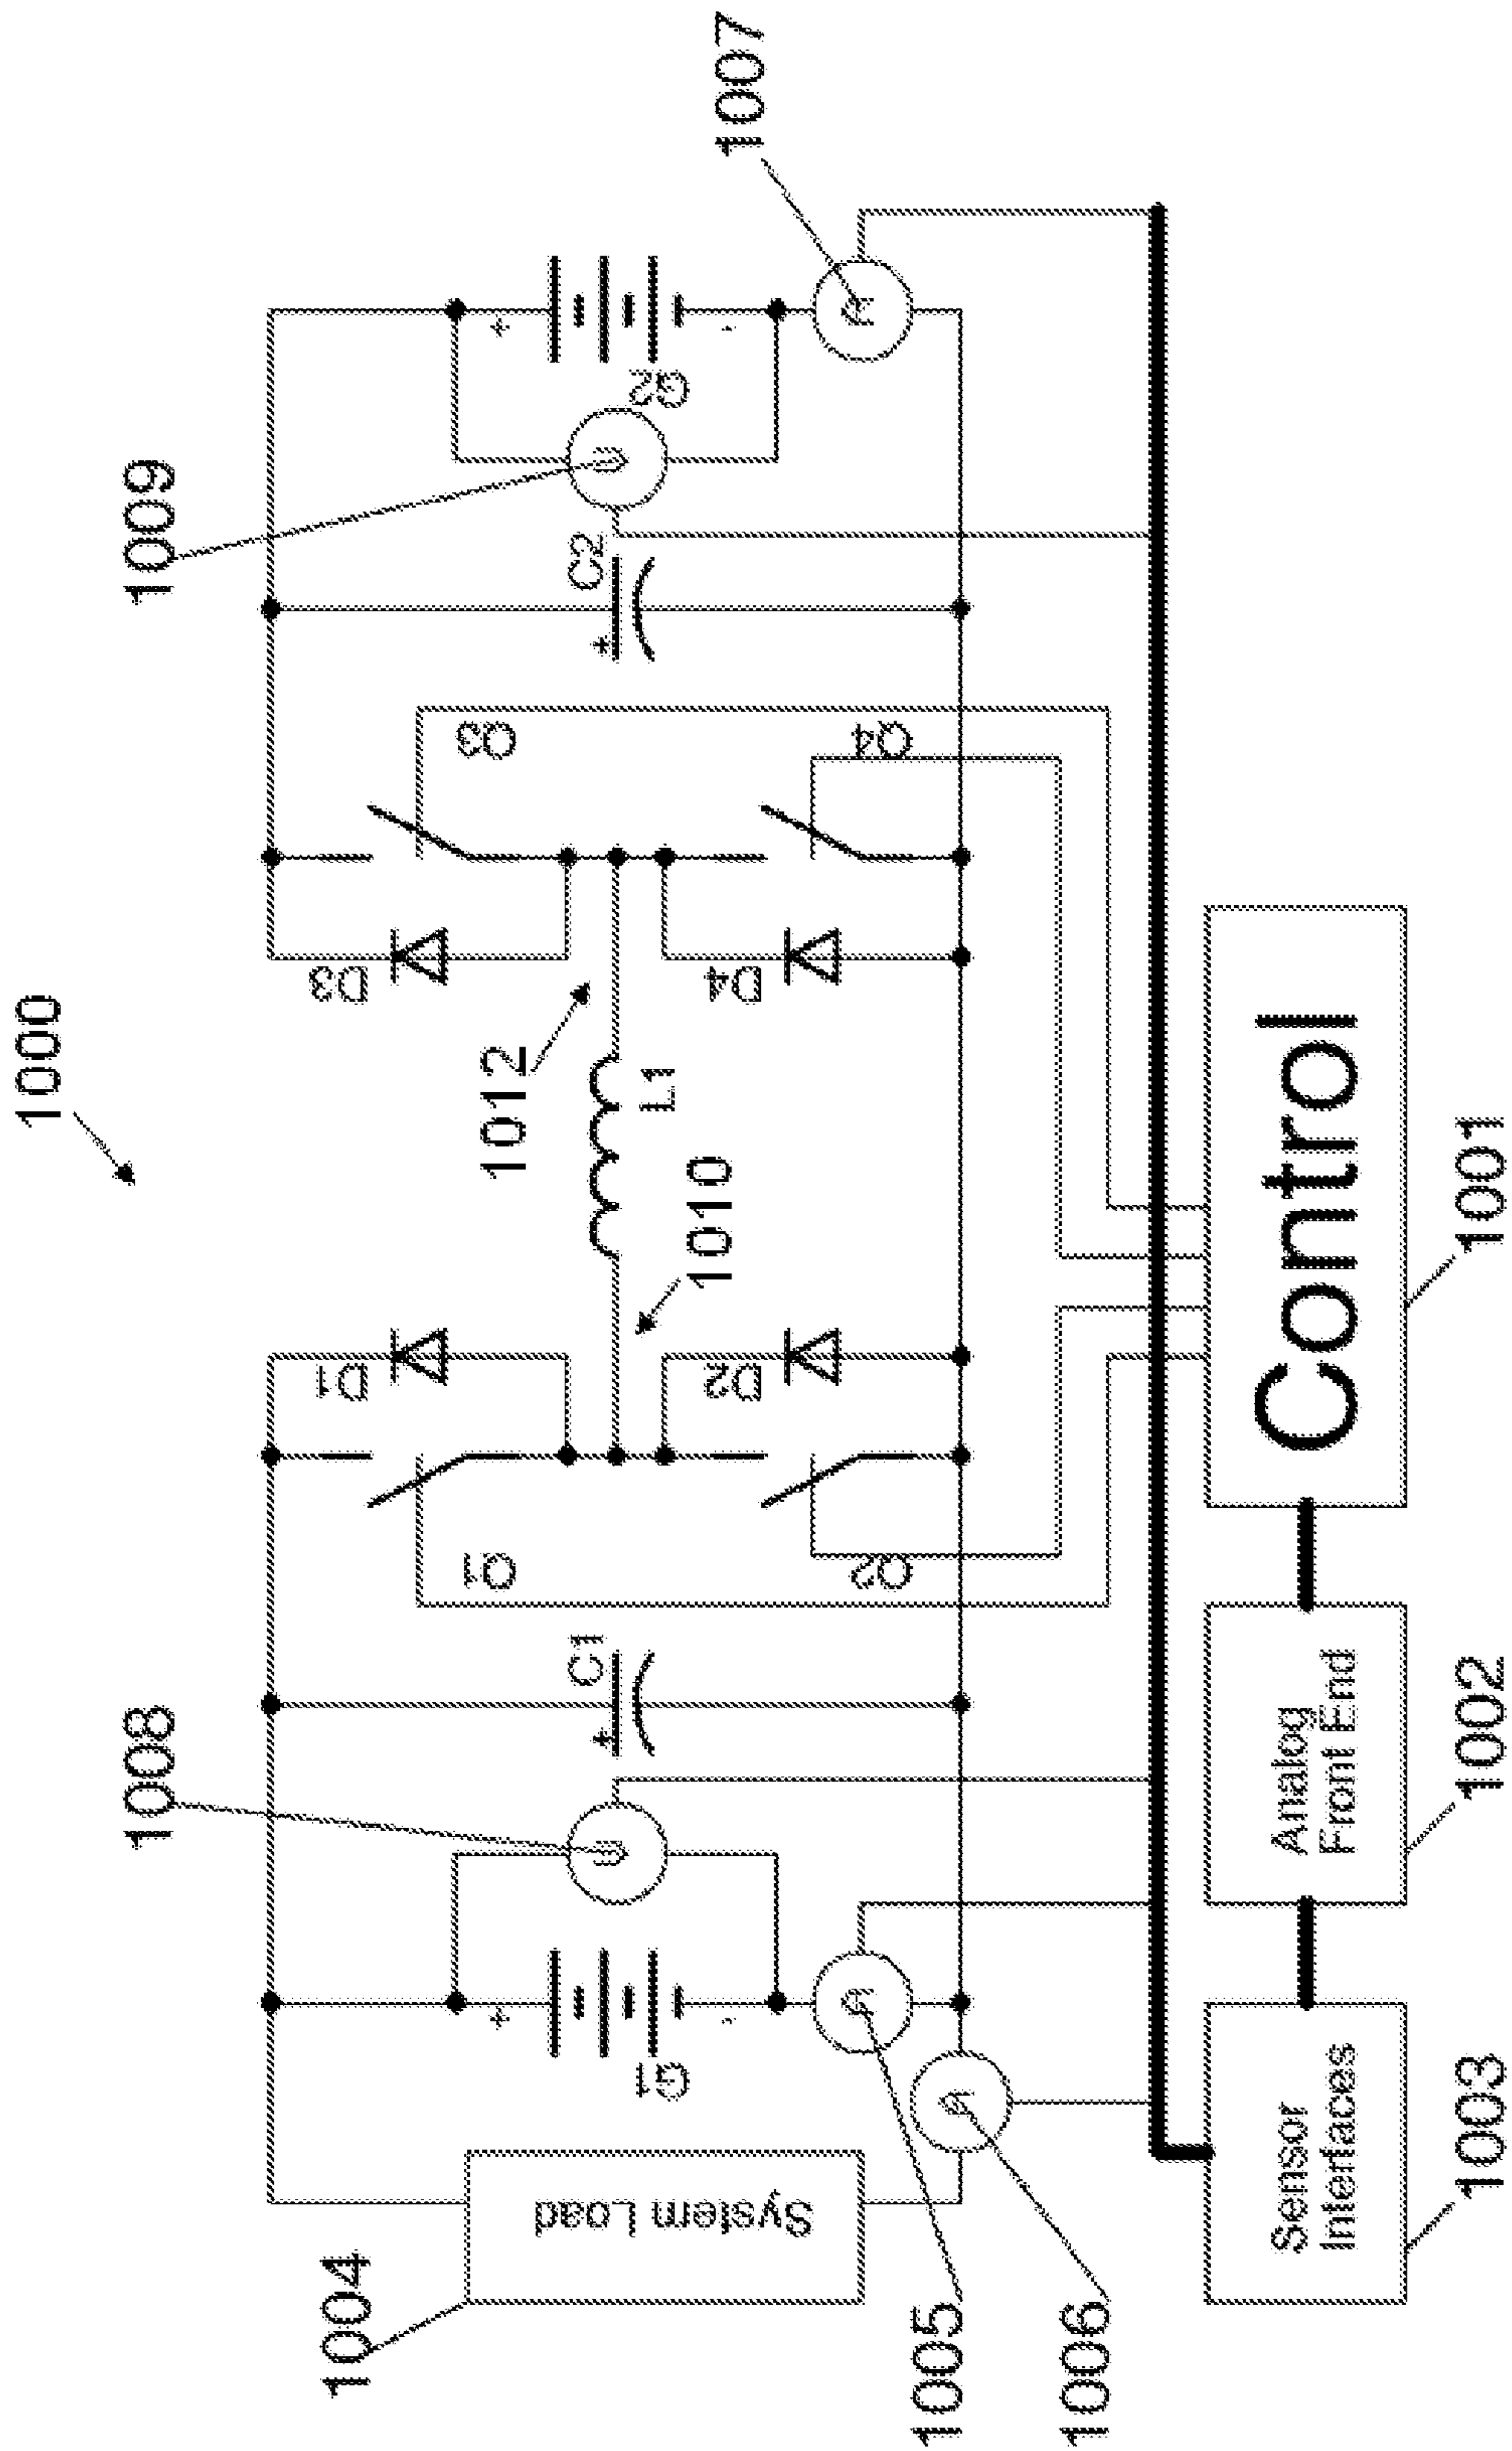 1000
1009
1007
G2
C2
Q3
Q4
D3
D4
1012
L1
1010
D1
D2
Q1
Q2
C1
1008
G1
System Load
1004
1005
1006
Control
1001
Analog
Front End
1002
Sensor
Interfaces
1003
+
-
+
-
+
+
U
U